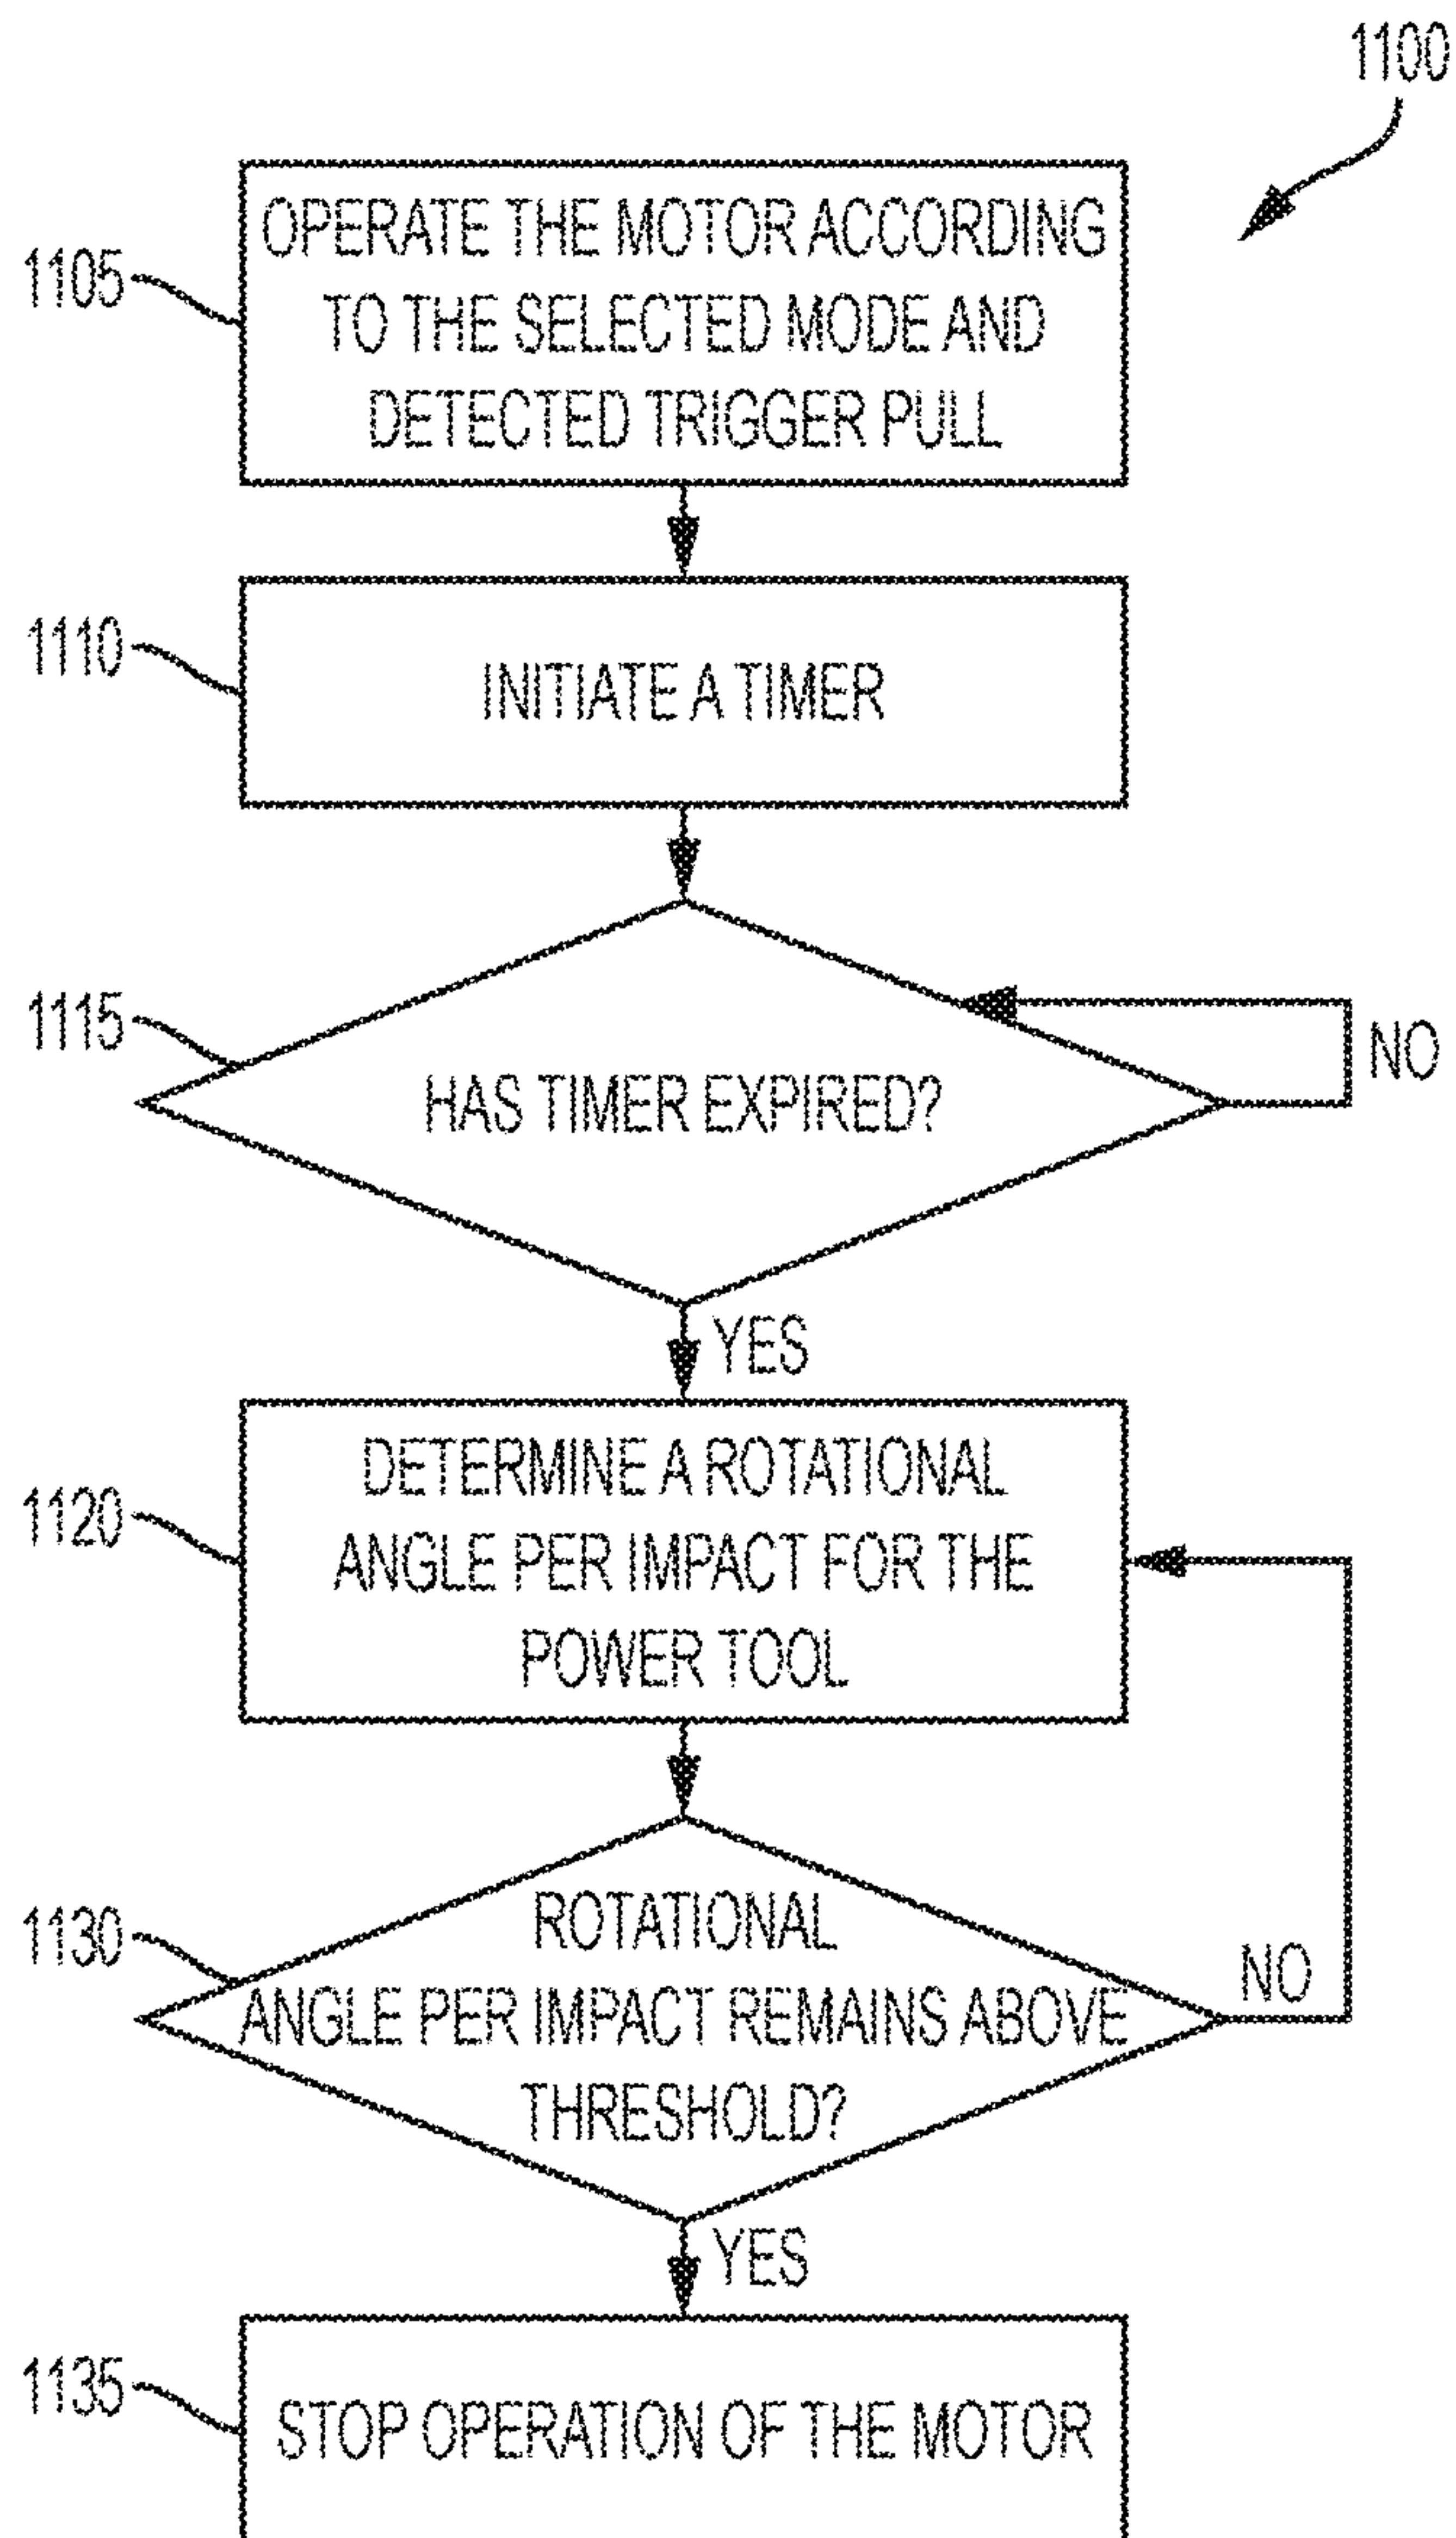 1100
1105
OPERATE THE MOTOR ACCORDING
TO THE SELECTED MODE AND
DETECTED TRIGGER PULL
1110
INITIATE A TIMER
1115
HAS TIMER EXPIRED?
NO
YES
1120
DETERMINE A ROTATIONAL
ANGLE PER IMPACT FOR THE
POWER TOOL
1130
ROTATIONAL
ANGLE PER IMPACT REMAINS ABOVE
THRESHOLD?
NO
YES
1135
STOP OPERATION OF THE MOTOR